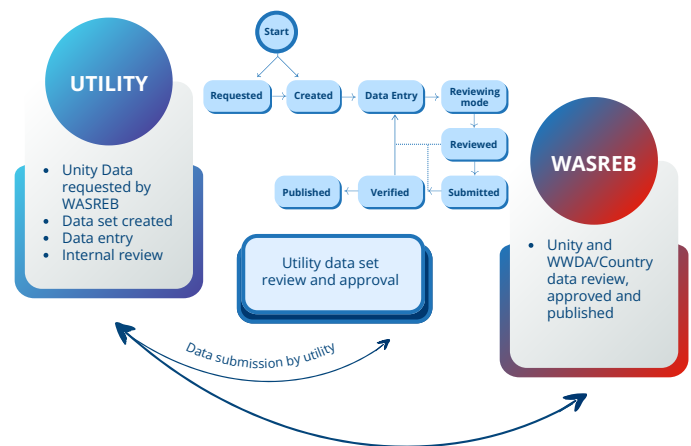 Start
UTILITY
Requested
Created
Data Entry
Reviewing
mode
Reviewed
Published
Verified
Submitted
WASREB
Unity Data
requested by
WASREB
Data set created
Data entry
Internal review
Utility data set
review and approval
Unity and
WWDA/Country
data review,
approved and
published
Data submission by utility